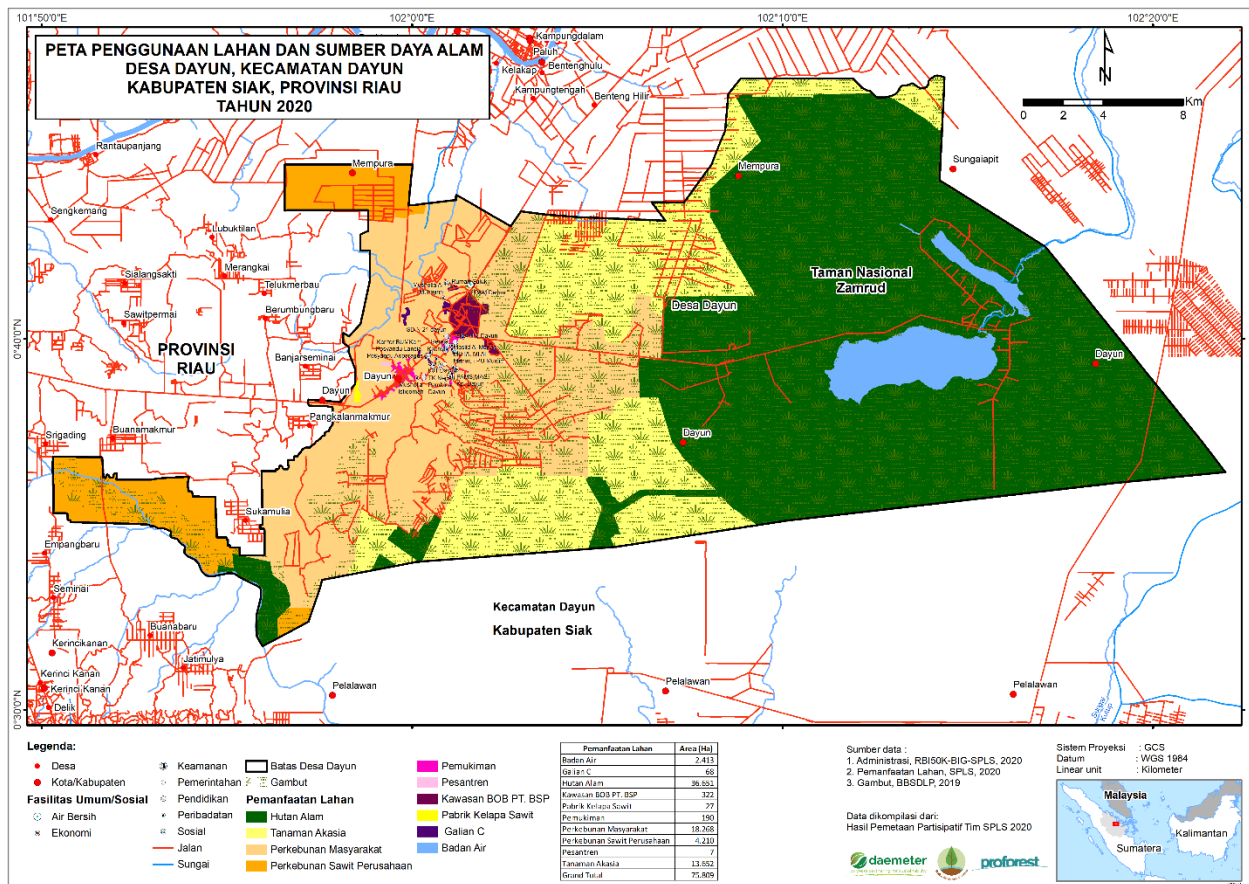 101°50'0"E
102°0'0"E
102°10'0"E
102°20'0"E
PETA PENGGUNAAN LAHAN DAN SUMBER DAYA ALAM
DESA DAYUN, KECAMATAN DAYUN
KABUPATEN SIAK, PROVINSI RIAU
TAHUN 2020
Kampungdalam
Paluh
Kelakap
Bentenghulu
Kampungtengah
Benteng Hilir
N
Km
0 2 4 8
Rantaupanjang
Mempura
Mempura
Sungaiapit
Sengkemang
Lubuktilan
Merangkai
Sialangsakti
Telukmerbau
Sawitpermai
Berumbungbaru
Taman Nasional
Zamrud
Desa Dayun
0°40'0"N
0°40'0"N
PROVINSI
RIAU
Banjarseminai
Dayun
Dayun
Dayun
Pangkalanmakmur
Srigading
Buanamakmur
Dayun
Sukamulia
Empangbaru
Seminai
Buanabaru
Kerincikanan
Jatimulya
Kerinci Kanan
Kerinci Kanan
Delik
Kecamatan Dayun
Kabupaten Siak
Pelalawan
Pelalawan
Pelalawan
0°30'0"N
0°30'0"N
Legenda:
Desa
Kota/Kabupaten
Fasilitas Umum/Sosial
Air Bersih
Ekonomi
Keamanan
Pemerintahan
Pendidikan
Peribadatan
Sosial
Jalan
Sungai
Batas Desa Dayun
Gambut
Pemanfaatan Lahan
Hutan Alam
Tanaman Akasia
Perkebunan Masyarakat
Perkebunan Sawit Perusahaan
Pemukiman
Pesantren
Kawasan BOB PT. BSP
Pabrik Kelapa Sawit
Galian C
Badan Air
Pemanfaatan Lahan Area (Ha)
Badan Air 2.413
Galian C 68
Hutan Alam 36.651
Kawasan BOB PT. BSP 322
Pabrik Kelapa Sawit 27
Pemukiman 190
Perkebunan Masyarakat 18.268
Perkebunan Sawit Perusahaan 4.210
Pesantren 7
Tanaman Akasia 13.652
Grand Total 75.809
Sumber data :
1. Administrasi, RBI50K-BIG-SPLS, 2020
2. Pemanfaatan Lahan, SPLS, 2020
3. Gambut, BBSDLP, 2019
Data dikompilasi dari:
Hasil Pemetaan Partisipatif Tim SPLS 2020
daemeter
proforest
Sistem Proyeksi : GCS
Datum : WGS 1984
Linear unit : Kilometer
Malaysia
Kalimantan
Sumatera